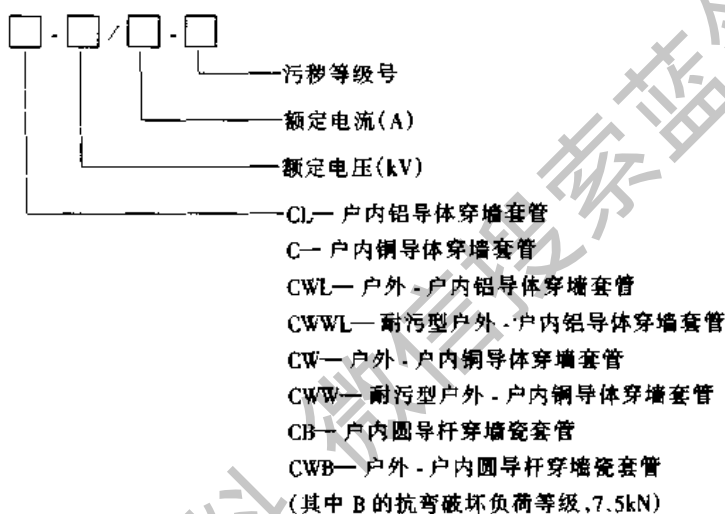 □-□/□-□
污秽等级号
额定电流(A)
额定电压(kV)
CL—户内铝导体穿墙套管
C—户内铜导体穿墙套管
CWL—户外-户内铝导体穿墙套管
CWWL—耐污型户外-户内铝导体穿墙套管
CW—户外-户内铜导体穿墙套管
CWW—耐污型户外-户内铜导体穿墙套管
CB—户内圆导杆穿墙瓷套管
CWB—户外-户内圆导杆穿墙瓷套管
(其中 B 的抗弯破坏负荷等级,7.5kN)
微信搜索蓝